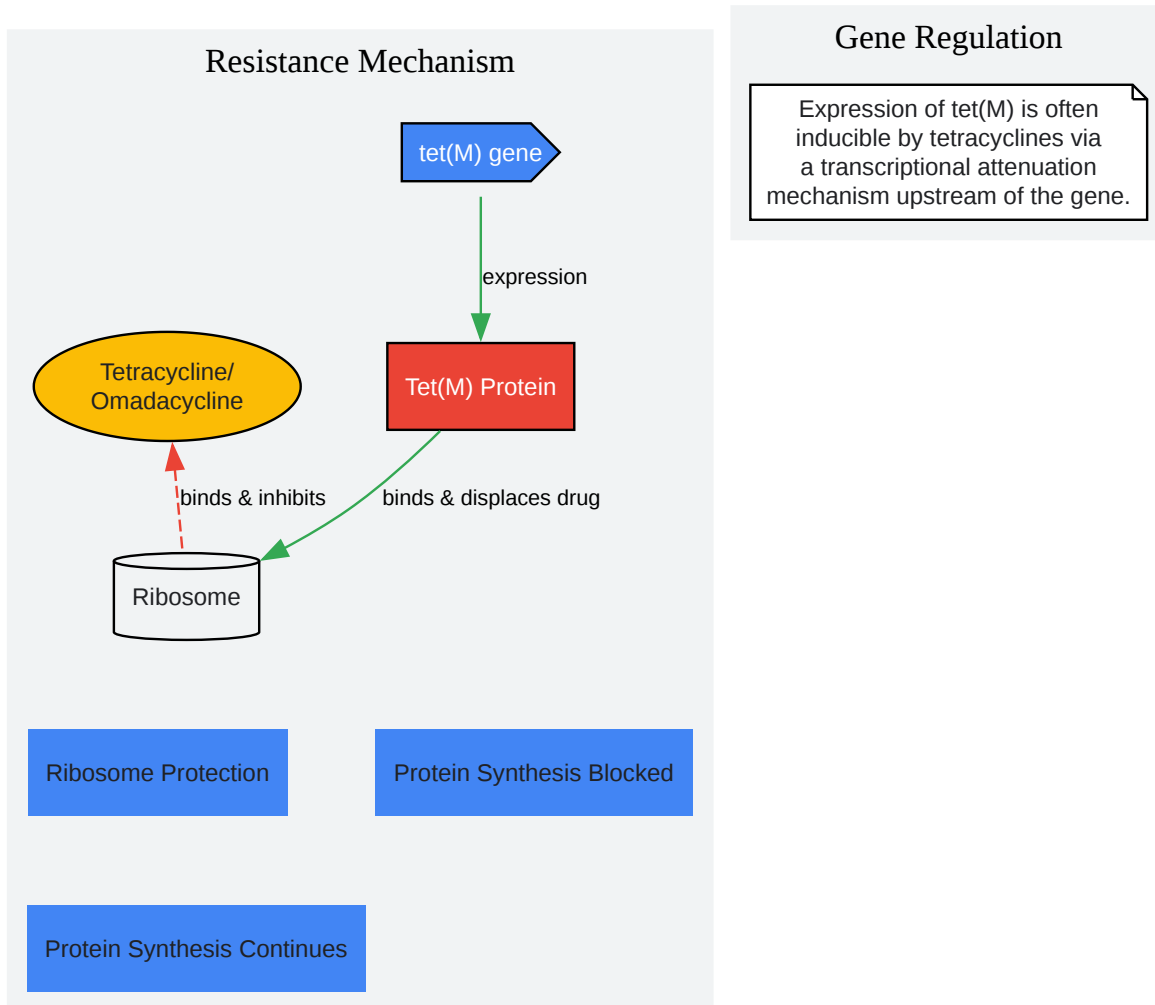 Resistance Mechanism
tet(M) gene
expression
Tetracycline/
Omadacycline
Tet(M) Protein
binds & inhibits
binds & displaces drug
Ribosome
Ribosome Protection
Protein Synthesis Blocked
Protein Synthesis Continues
Gene Regulation
Expression of tet(M) is often
inducible by tetracyclines via
a transcriptional attenuation
mechanism upstream of the gene.